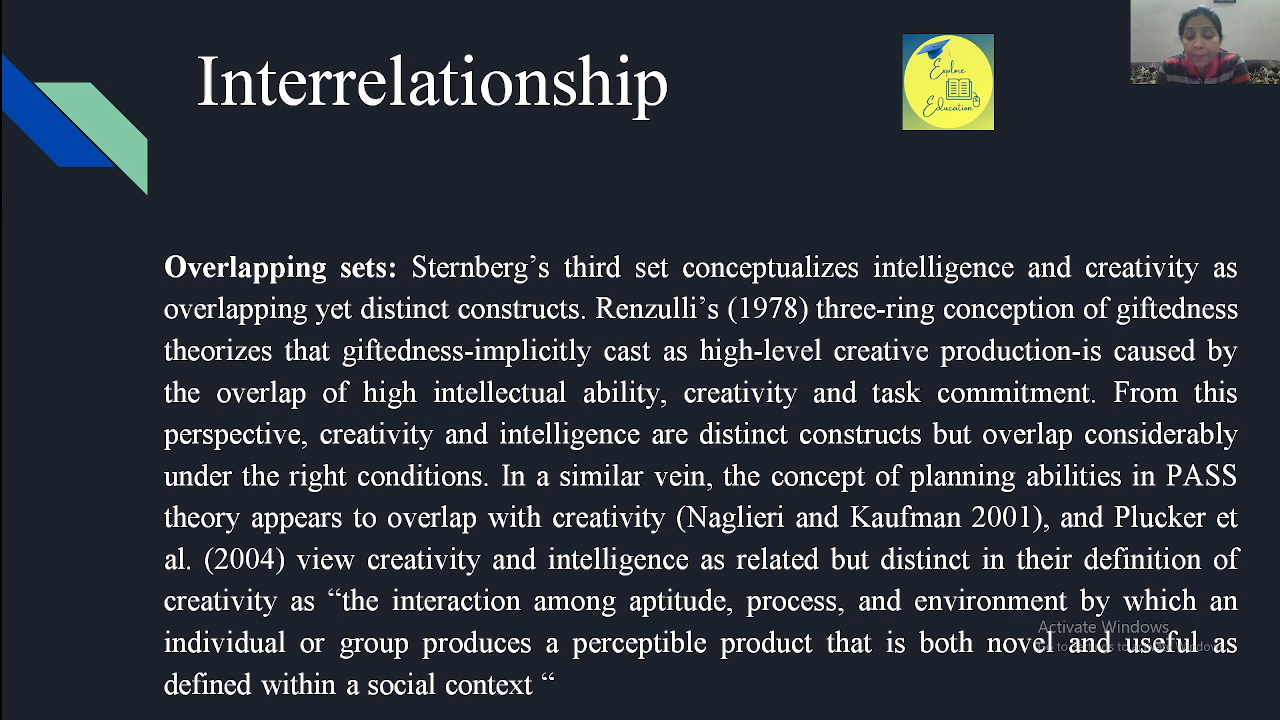 Interrelationship
Explore
Education
Overlapping sets: Sternberg’s third set conceptualizes intelligence and creativity as
overlapping yet distinct constructs. Renzulli’s (1978) three-ring conception of giftedness
theorizes that giftedness-implicitly cast as high-level creative production-is caused by
the overlap of high intellectual ability, creativity and task commitment. From this
perspective, creativity and intelligence are distinct constructs but overlap considerably
under the right conditions. In a similar vein, the concept of planning abilities in PASS
theory appears to overlap with creativity (Naglieri and Kaufman 2001), and Plucker et
al. (2004) view creativity and intelligence as related but distinct in their definition of
creativity as “the interaction among aptitude, process, and environment by which an
individual or group produces a perceptible product that is both novel and useful as
defined within a social context “
Activate Windows